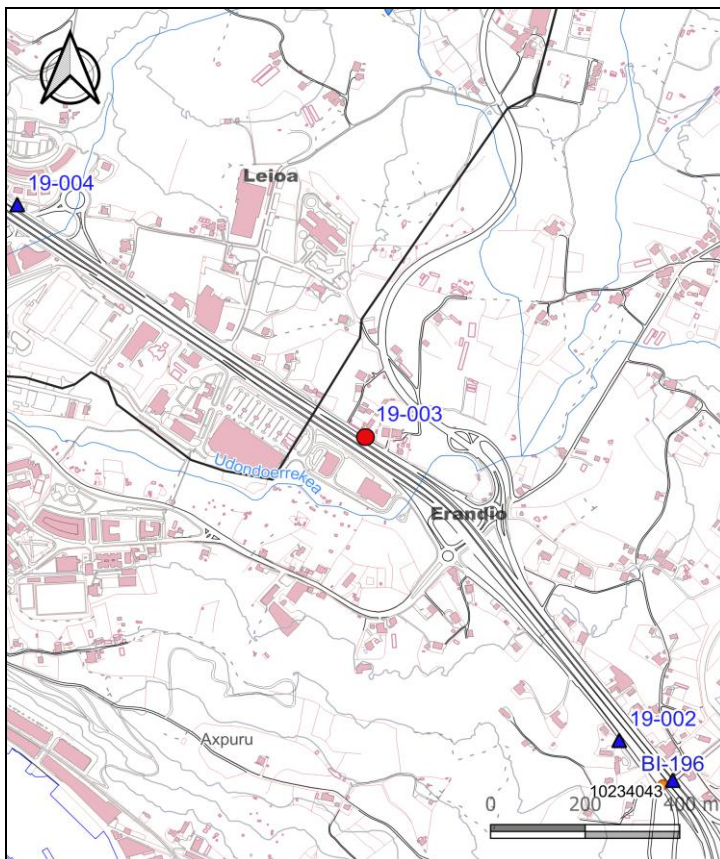 Leioa
19-004
19-003
Udondoerrekea
Erandio
19-002
Axpuru
BI-196
10234043
0 200 400 m